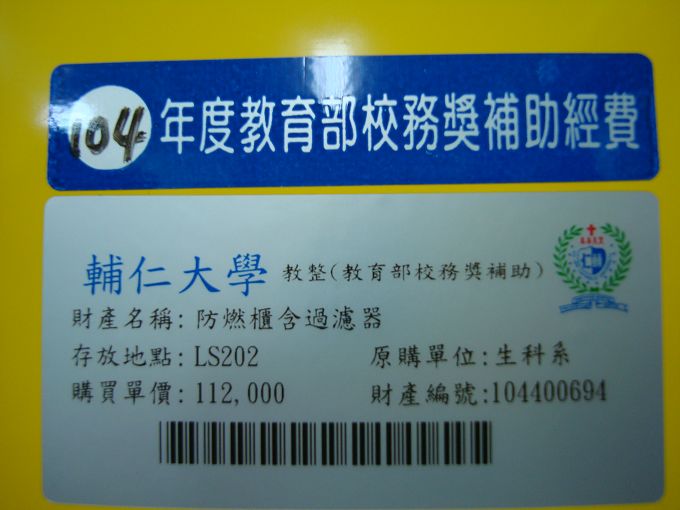 104年度教育部校務獎補助經費
輔仁大學 教整(教育部校務獎補助)
財產名稱: 防燃櫃含過濾器
存放地點: LS202 原購單位: 生科系
購買單價: 112,000 財產編號:104400694